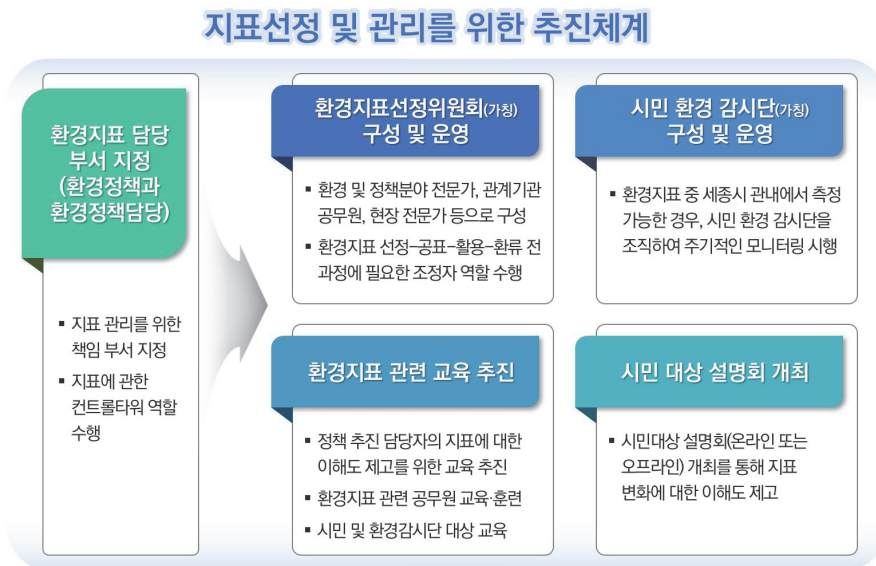 지표선정 및 관리를 위한 추진체계
환경지표 담당
부서 지정
(환경정책과
환경정책담당)
▪ 지표 관리를 위한
책임 부서 지정
▪ 지표에 관한
컨트롤타워 역할
수행
환경지표선정위원회(가칭)
구성 및 운영
▪ 환경 및 정책분야 전문가, 관계기관
공무원, 현장 전문가 등으로 구성
▪ 환경지표 선정-공표-활용-환류 전
과정에 필요한 조정자 역할 수행
시민 환경 감시단(가칭)
구성 및 운영
▪ 환경지표 중 세종시 관내에서 측정
가능한 경우, 시민 환경 감시단을
조직하여 주기적인 모니터링 시행
환경지표 관련 교육 추진
▪ 정책 추진 담당자의 지표에 대한
이해도 제고를 위한 교육 추진
▪ 환경지표 관련 공무원 교육·훈련
▪ 시민 및 환경감시단 대상 교육
시민 대상 설명회 개최
▪ 시민대상 설명회(온라인 또는
오프라인) 개최를 통해 지표
변화에 대한 이해도 제고